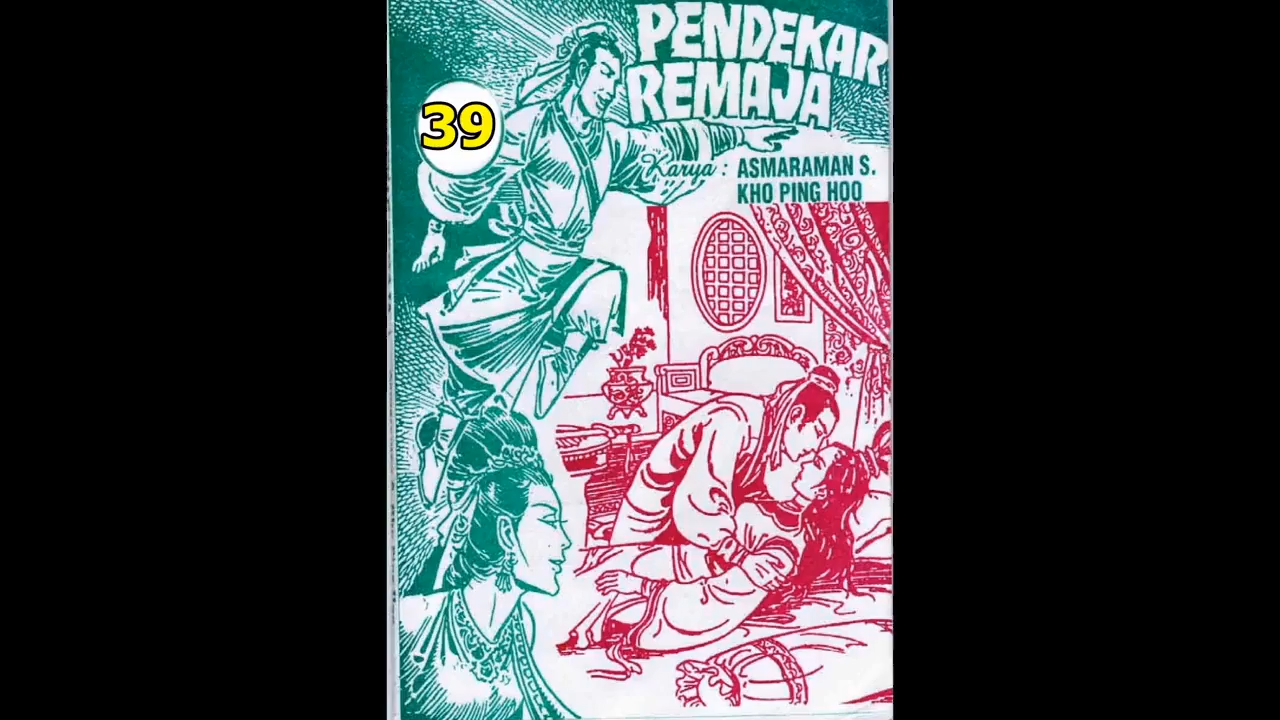 PENDEKAR
REMAJA
39
Karya :
ASMARAMAN S.
KHO PING HOO